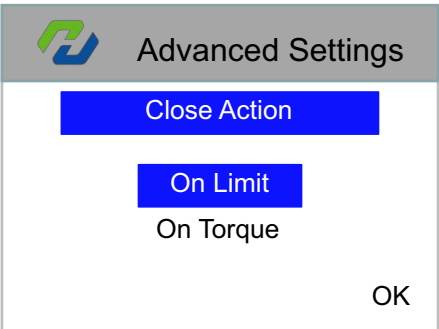 Advanced Settings
Close Action
On Limit
On Torque
OK